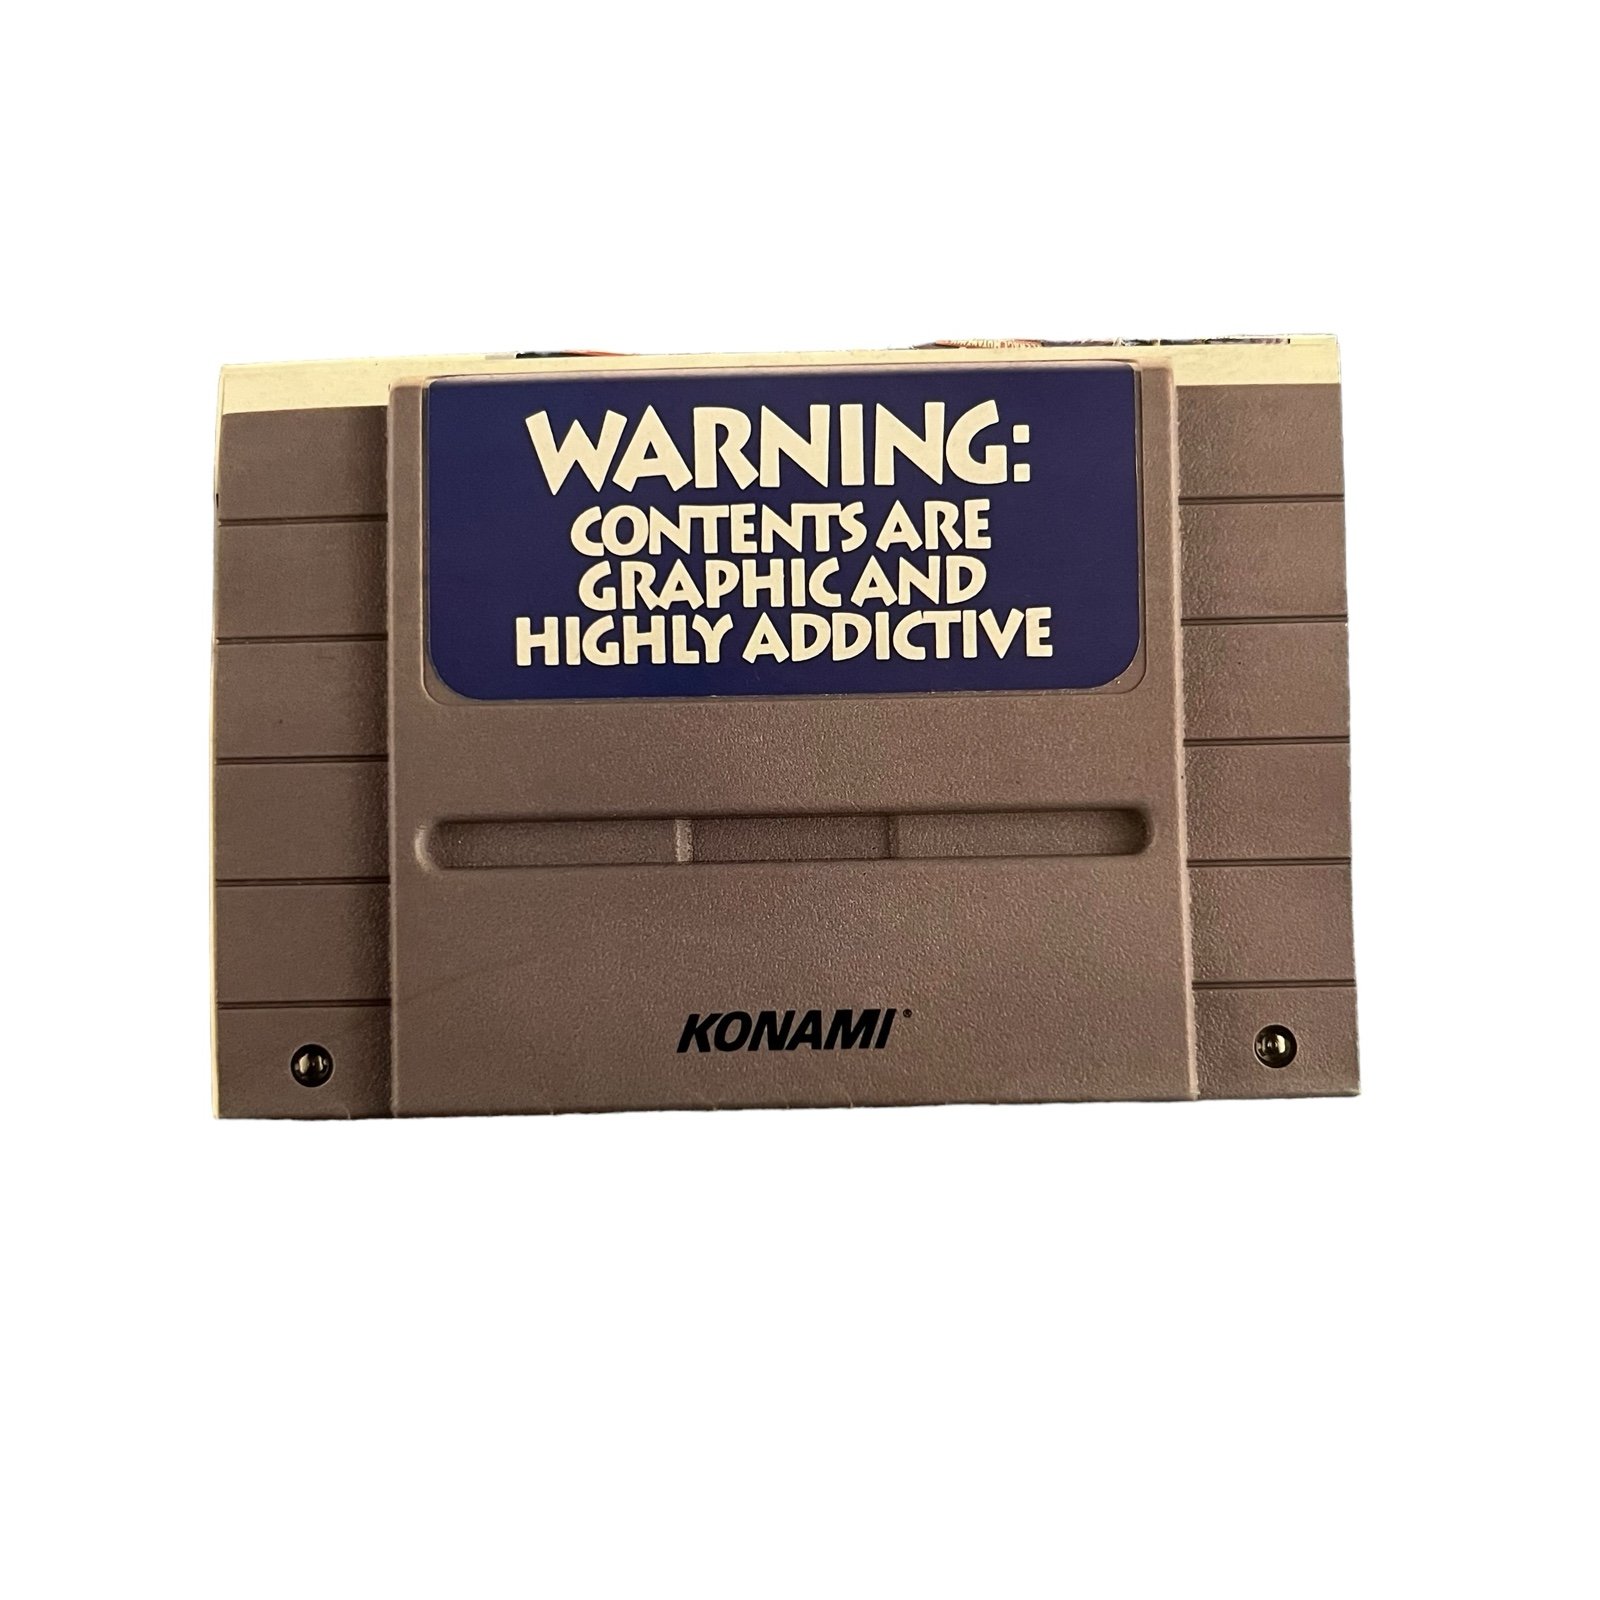 WARNING:
CONTENTS ARE
GRAPHIC AND
HIGHLY ADDICTIVE
KONAMI®